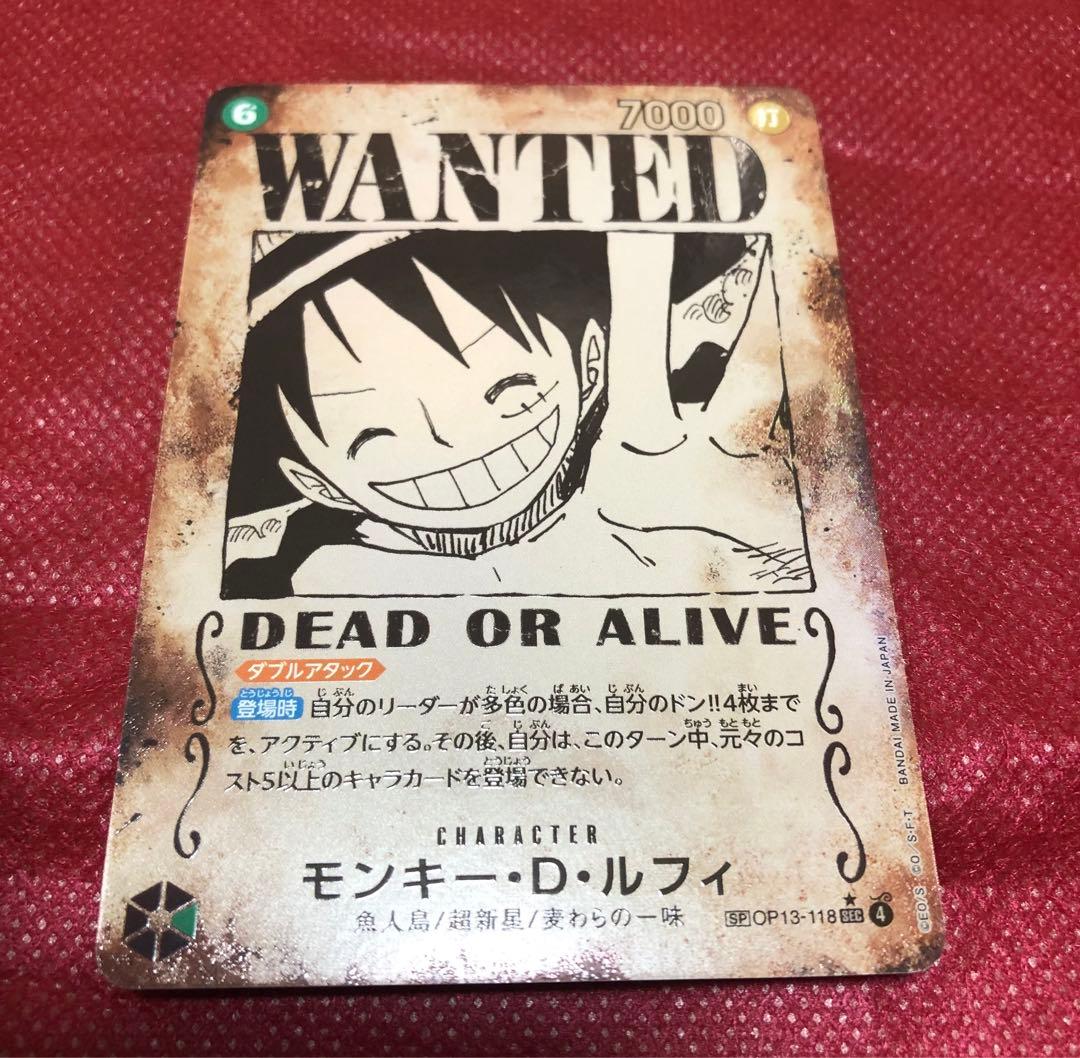 6 7000 打
WANTED
DEAD OR ALIVE
ダブルアタック
登場時 自分のリーダーが多色の場合、自分のドン!!4枚まで
を、アクティブにする。その後、自分は、このターン中、元々のコ
スト5以上のキャラカードを登場できない。
CHARACTER
モンキー・D・ルフィ
魚人島/超新星/麦わらの一味
SP OP13-118 SEC ★ 4
©E.O/S. ©O. S・F・T BANDAI MADE IN JAPAN